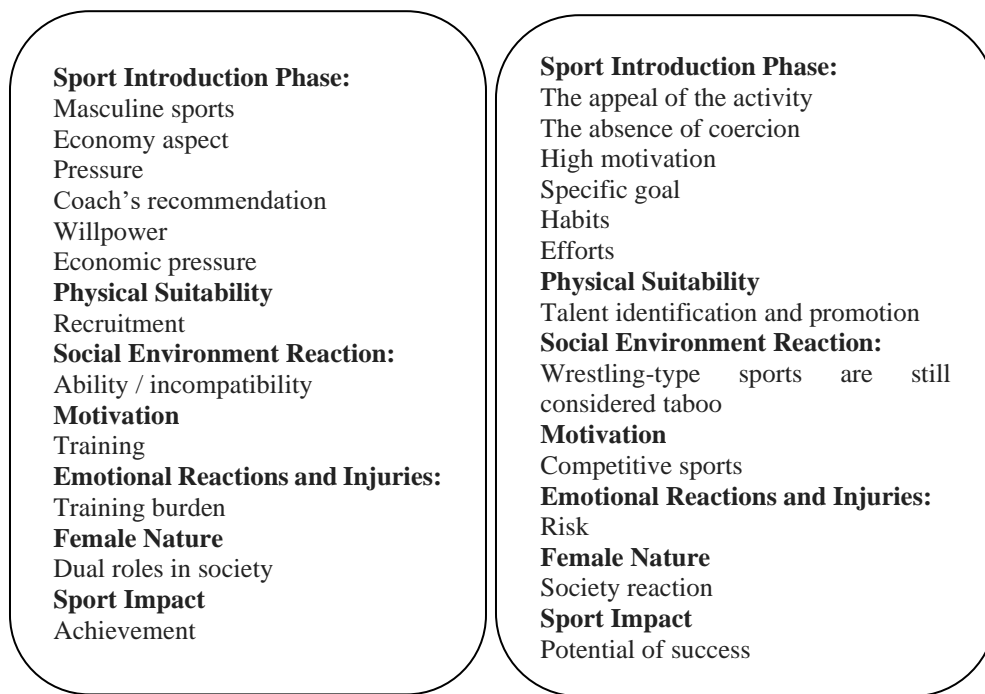 Sport Introduction Phase:
Masculine sports
Economy aspect
Pressure
Coach's recommendation
Willpower
Economic pressure
Physical Suitability
Recruitment
Social Environment Reaction:
Ability / incompatibility
Motivation
Training
Emotional Reactions and Injuries:
Training burden
Female Nature
Dual roles in society
Sport Impact
Achievement
Sport Introduction Phase:
The appeal of the activity
The absence of coercion
High motivation
Specific goal
Habits
Efforts
Physical Suitability
Talent identification and promotion
Social Environment Reaction:
Wrestling-type sports are still
considered taboo
Motivation
Competitive sports
Emotional Reactions and Injuries:
Risk
Female Nature
Society reaction
Sport Impact
Potential of success